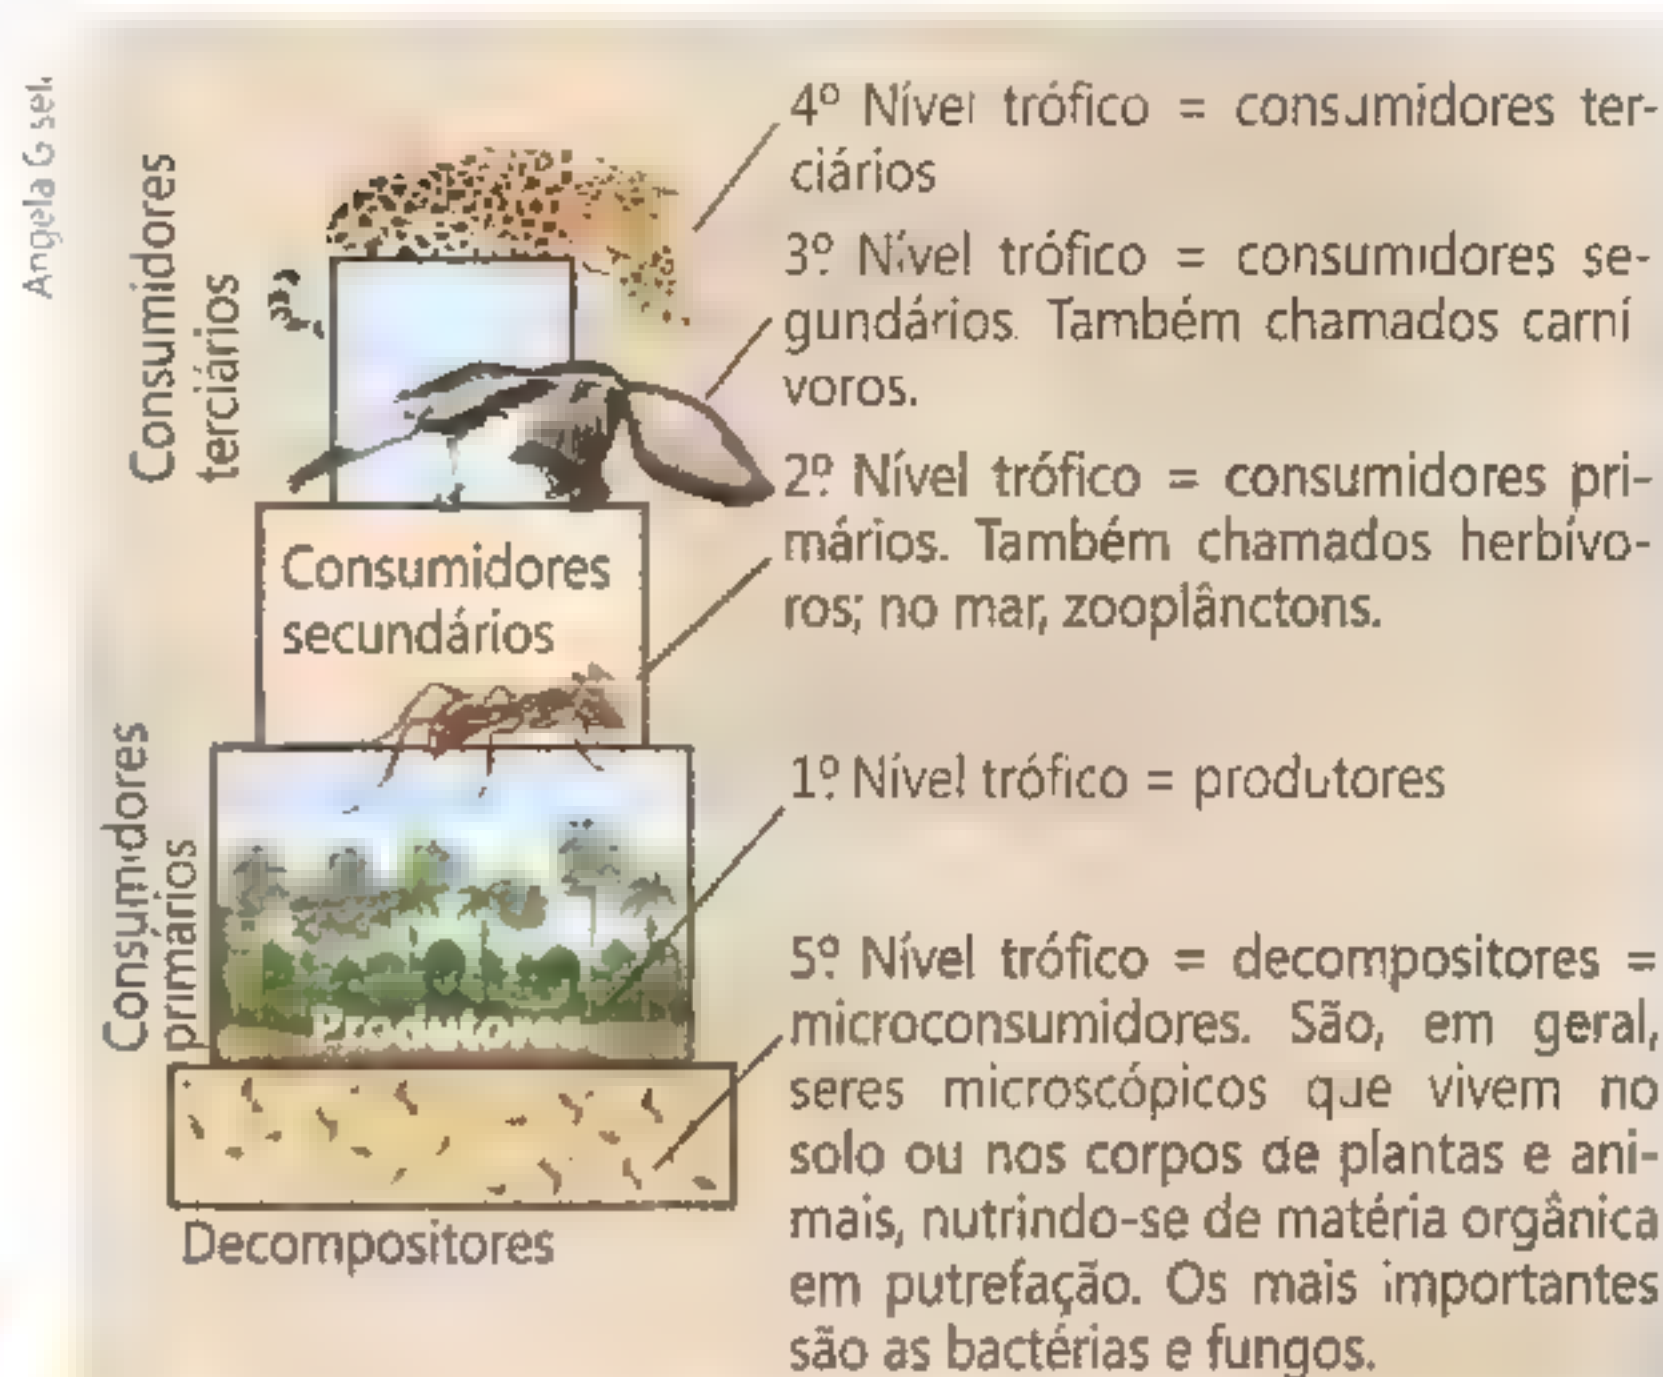 Angela G sel.
Consumidores
terciários
Consumidores
secundários
Consumidores
primários
Produto
Decompositores
4º Nível trófico = consumidores ter-
ciários
3º Nível trófico = consumidores se-
gundários. Também chamados carní
voros.
2º Nível trófico = consumidores pri-
mários. Também chamados herbívo-
ros; no mar, zooplânctons.
1º Nível trófico = produtores
5º Nível trófico = decompositores =
microconsumidores. São, em geral,
seres microscópicos que vivem no
solo ou nos corpos de plantas e ani-
mais, nutrindo-se de matéria orgânica
em putrefação. Os mais importantes
são as bactérias e fungos.